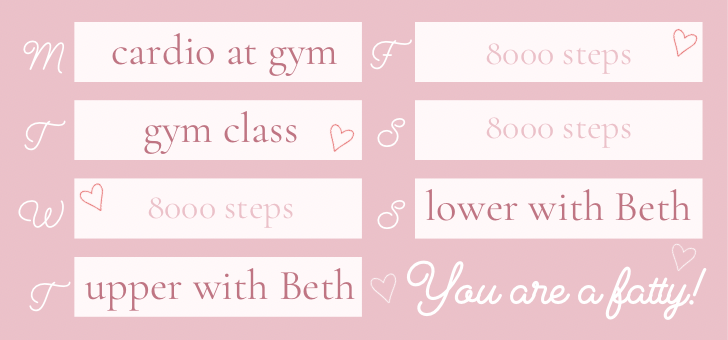 M cardio at gym
T gym class
W 8000 steps
T upper with Beth
F 8000 steps
S 8000 steps
S lower with Beth
You are a fatty!